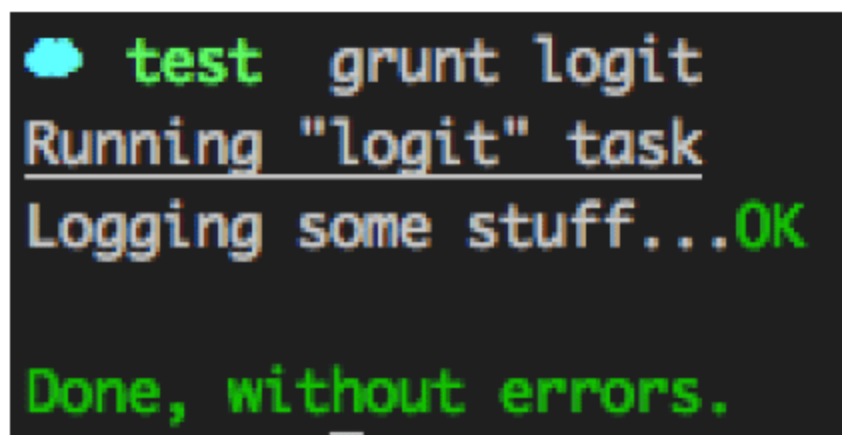 test grunt logit
Running "logit" task
Logging some stuff...OK
Done, without errors.